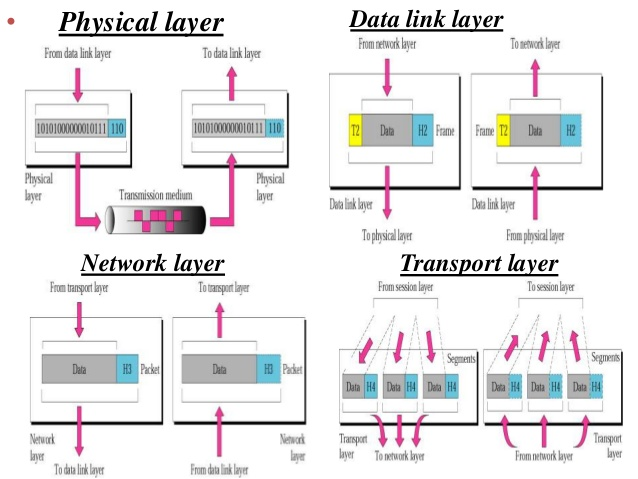 Physical layer
From data link layer
To data link layer
10101000000010111 110
10101000000010111 110
Physical
layer
Transmission medium
Physical
layer
Data link layer
From network layer
To network layer
T2 Data H2 Frame
Frame T2 Data H2
Data link layer
Data link layer
To physical layer
From physical layer
Network layer
From transport layer
To transport layer
Data H3 Packet
Data H3 Packet
Network
layer
Network
layer
To data link layer
From data link layer
Transport layer
From session layer
To session layer
Segments
Segments
Data H4 Data H4 Data H4
Data H4 Data H4 Data H4
Transport
layer
To network layer
From network layer
Transport
layer